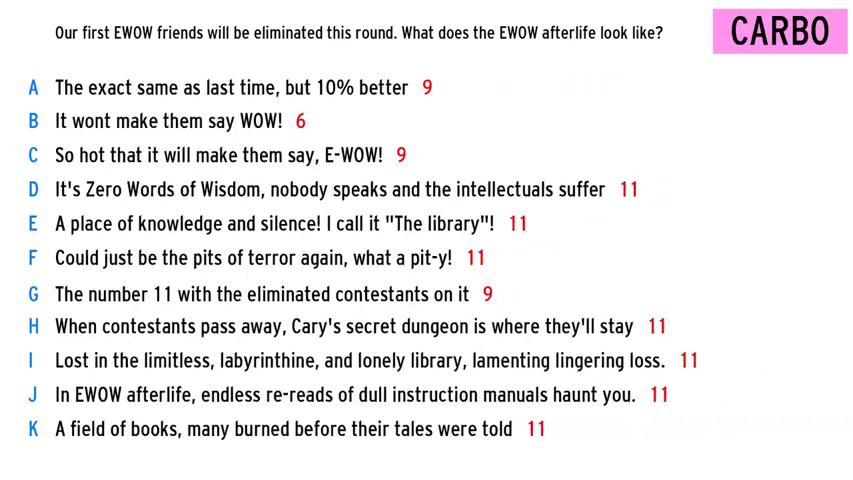 Our first EWOW friends will be eliminated this round. What does the EWOW afterlife look like?
CARBO
A The exact same as last time, but 10% better 9
B It wont make them say WOW! 6
C So hot that it will make them say, E-WOW! 9
D It's Zero Words of Wisdom, nobody speaks and the intellectuals suffer 11
E A place of knowledge and silence! I call it "The library"! 11
F Could just be the pits of terror again, what a pit-y! 11
G The number 11 with the eliminated contestants on it 9
H When contestants pass away, Cary's secret dungeon is where they'll stay 11
I Lost in the limitless, labyrinthine, and lonely library, lamenting lingering loss. 11
J In EWOW afterlife, endless re-reads of dull instruction manuals haunt you. 11
K A field of books, many burned before their tales were told 11